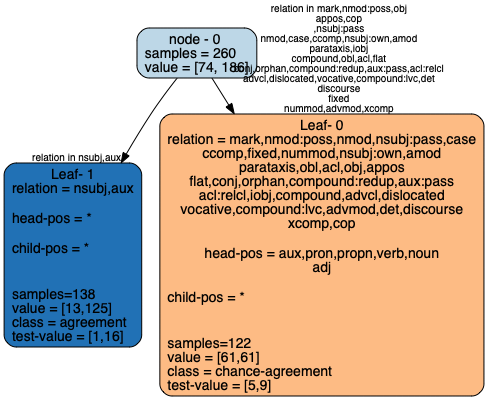 relation in mark,nmod:poss,obj
appos,cop
,nsubj:pass
nmod,case,ccomp,nsubj:own,amod
parataxis,iobj
compound,obl,acl,flat
conj,orphan,compound:redup,aux:pass,acl:relcl
advcl,dislocated,vocative,compound:lvc,det
discourse
fixed
nummod,advmod,xcomp
node - 0
samples = 260
value = [74, 186]
relation in nsubj,aux
Leaf- 1
relation = nsubj,aux
head-pos = *
child-pos = *
samples=138
value = [13,125]
class = agreement
test-value = [1,16]
Leaf- 0
relation = mark,nmod:poss,nmod,nsubj:pass,case
ccomp,fixed,nummod,nsubj:own,amod
parataxis,obl,acl,obj,appos
flat,conj,orphan,compound:redup,aux:pass
acl:relcl,iobj,compound,advcl,dislocated
vocative,compound:lvc,advmod,det,discourse
xcomp,cop
head-pos = aux,pron,propn,verb,noun
adj
child-pos = *
samples=122
value = [61,61]
class = chance-agreement
test-value = [5,9]